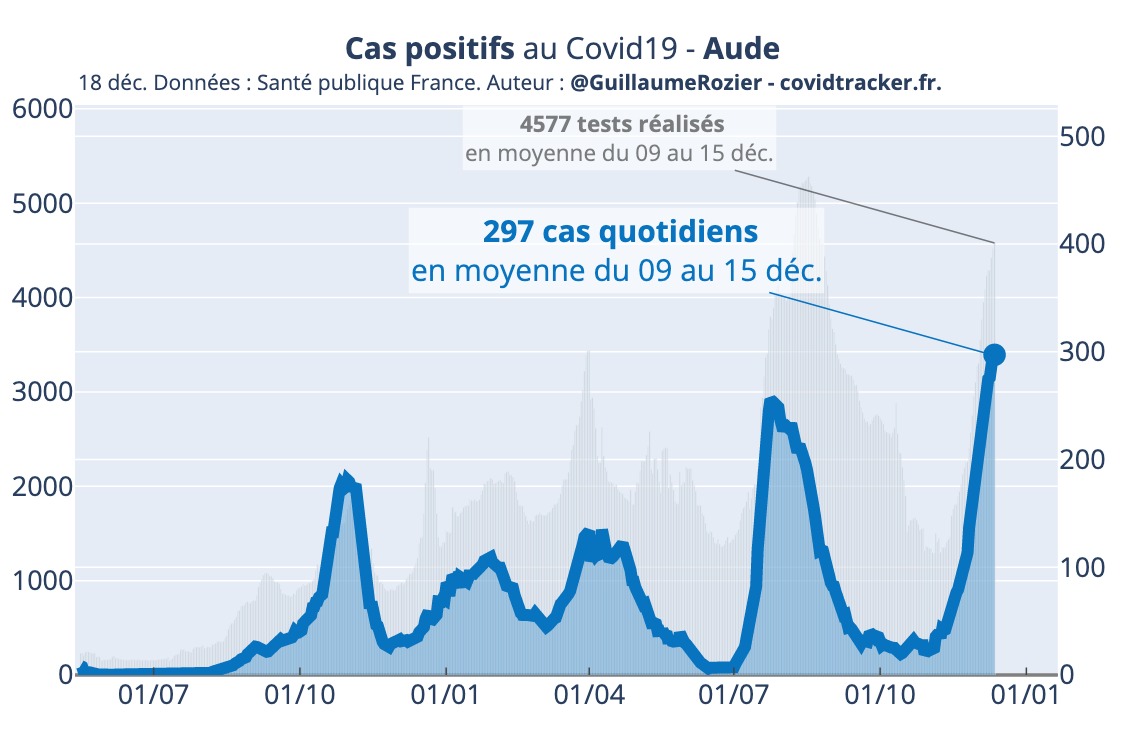 Cas positifs au Covid19 - Aude
18 déc. Données : Santé publique France. Auteur : @GuillaumeRozier - covidtracker.fr.
6000
5000
4000
3000
2000
1000
0
500
400
300
200
100
0
4577 tests réalisés
en moyenne du 09 au 15 déc.
297 cas quotidiens
en moyenne du 09 au 15 déc.
01/07 01/10 01/01 01/04 01/07 01/10 01/01